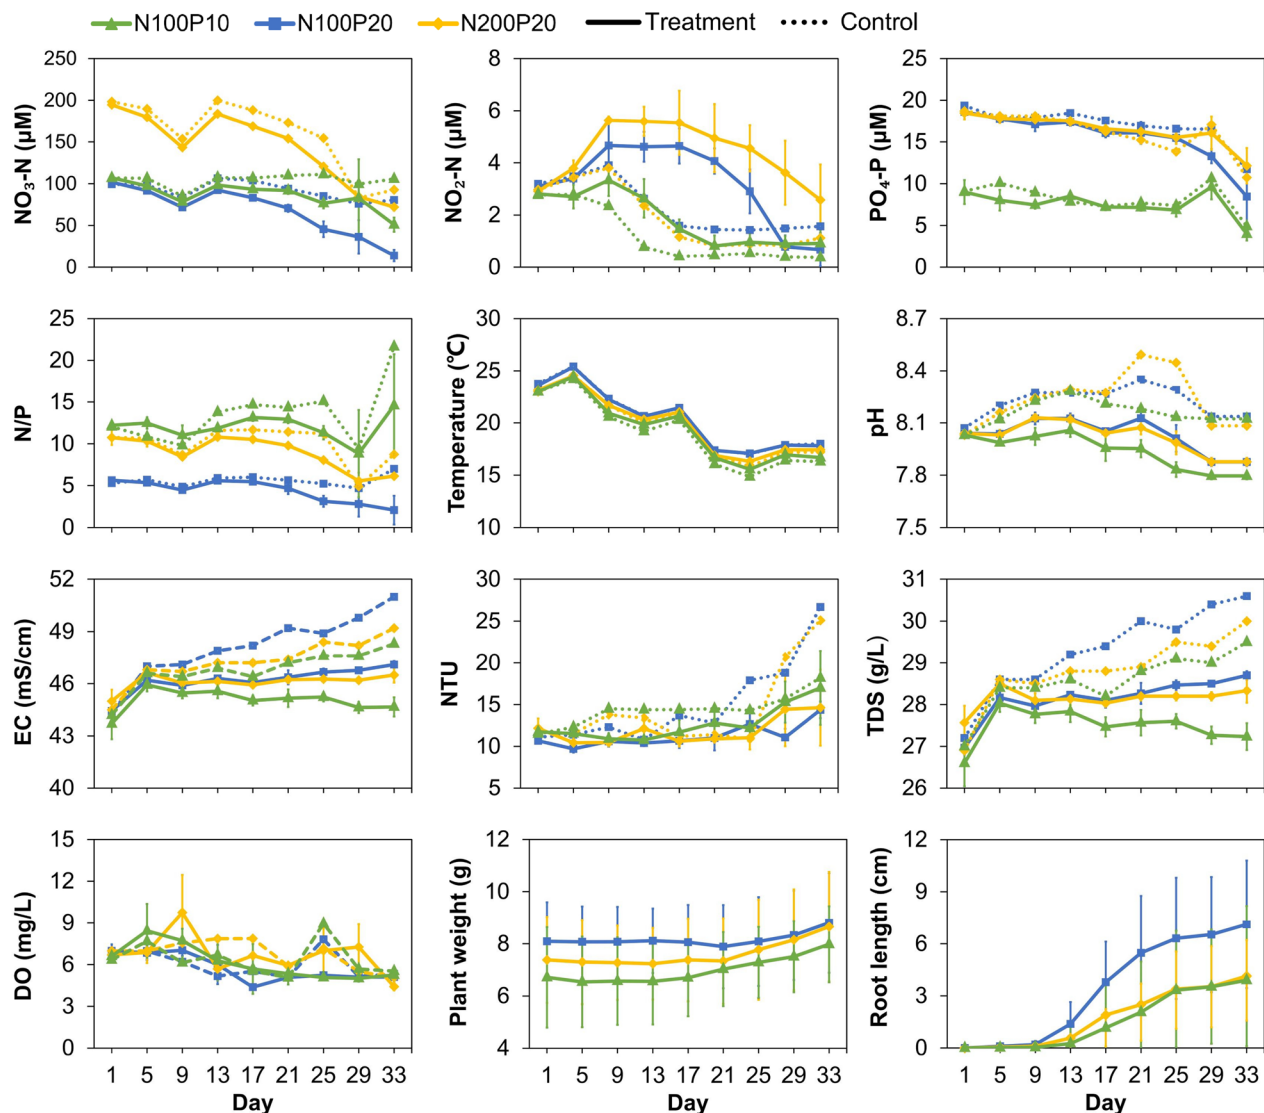 N100P10 N100P20 N200P20 Treatment Control
250 200 150 100 50 0 NO₃-N (μM)
8 6 4 2 0 NO₂-N (μM)
25 20 15 10 5 0 PO₄-P (μM)
25 20 15 10 5 0 N/P
30 25 20 15 10 Temperature (℃)
8.7 8.4 8.1 7.8 7.5 pH
52 49 46 43 40 EC (mS/cm)
30 25 20 15 10 5 NTU
31 30 29 28 27 26 TDS (g/L)
15 12 9 6 3 0 DO (mg/L)
12 10 8 6 4 Plant weight (g)
12 9 6 3 0 Root length (cm)
1 5 9 13 17 21 25 29 33 1 5 9 13 17 21 25 29 33 1 5 9 13 17 21 25 29 33
Day Day Day